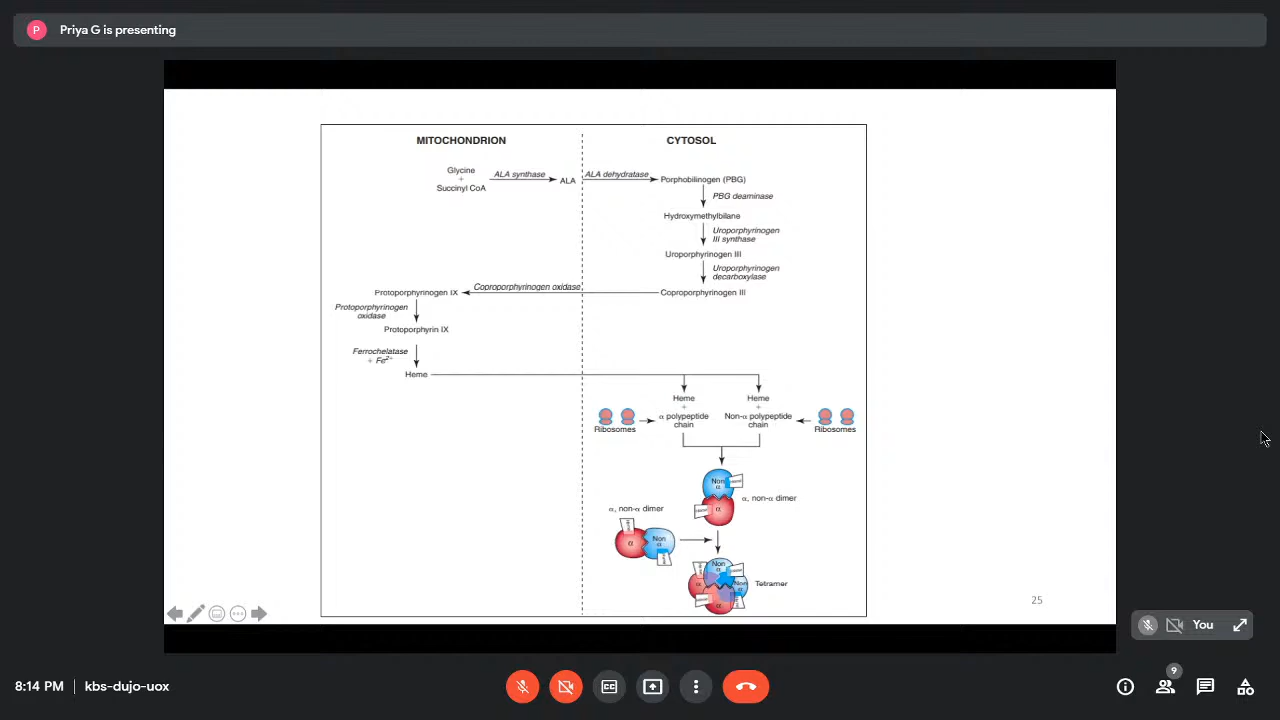 P
Priya G is presenting
MITOCHONDRION
CYTOSOL
Glycine
+
Succinyl CoA
ALA synthase
ALA
ALA dehydratase
Porphobilinogen (PBG)
PBG deaminase
Hydroxymethylbilane
Uroporphyrinogen
III synthase
Uroporphyrinogen III
Uroporphyrinogen
decarboxylase
Coproporphyrinogen III
Coproporphyrinogen oxidase
Protoporphyrinogen IX
Protoporphyrinogen
oxidase
Protoporphyrin IX
Ferrochelatase
+ Fe2+
Heme
Heme
+
α polypeptide
chain
Heme
+
Non-α polypeptide
chain
Ribosomes
Ribosomes
Non
α
α
α, non-α dimer
α, non-α dimer
α
Non
α
Non
α
α
Non
α
Tetramer
25
You
8:14 PM
kbs-dujo-uox
9